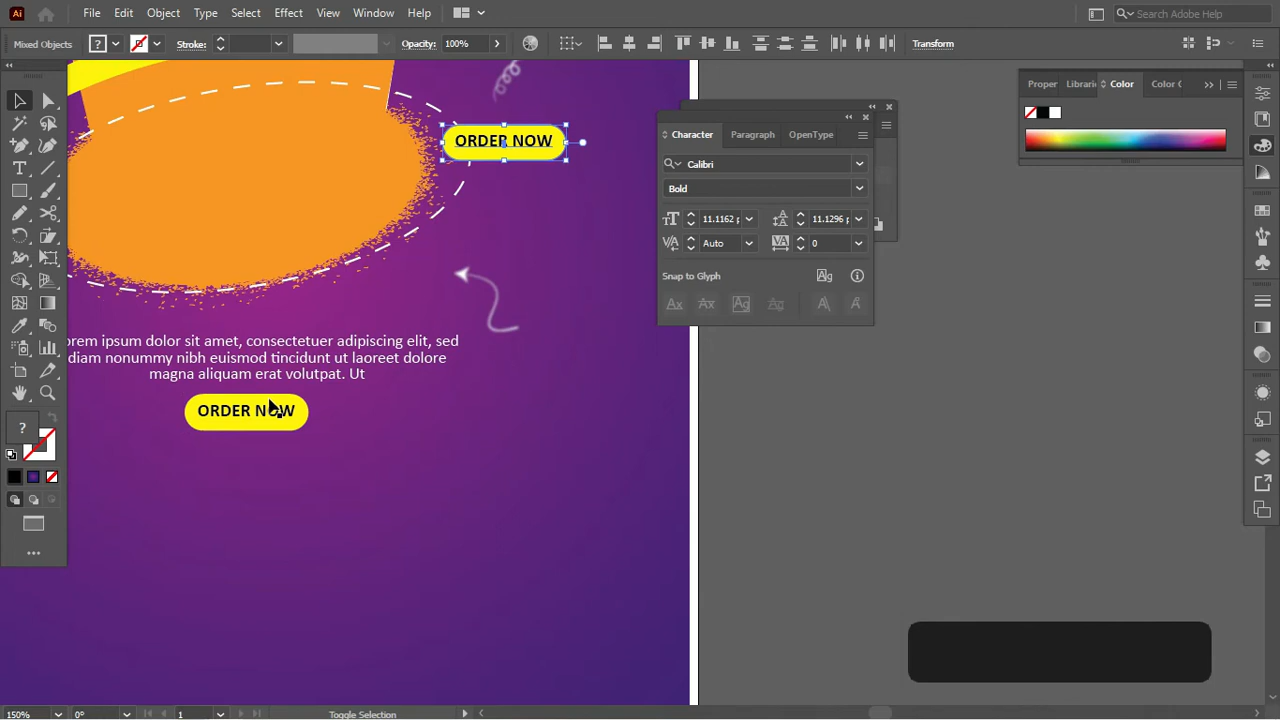 Ai File Edit Object Type Select Effect View Window Help
Search Adobe Help
Mixed Objects ? Stroke: Opacity: 100% Transform
Proper Librari Color Color (
Character Paragraph OpenType
Calibri
Bold
11.1162 p 11.1296 p
Auto 0
Snap to Glyph
ORDER NOW
orem ipsum dolor sit amet, consectetuer adipiscing elit, sed
diam nonummy nibh euismod tincidunt ut laoreet dolore
magna aliquam erat volutpat. Ut
ORDER NOW
?
150% 0° 1 Toggle Selection